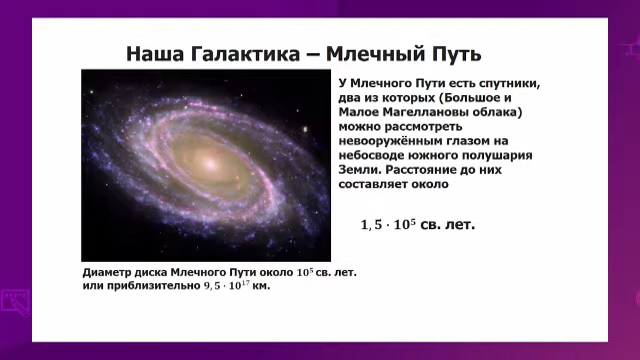 Наша Галактика – Млечный Путь
У Млечного Пути есть спутники,
два из которых (Большое и
Малое Магеллановы облака)
можно рассмотреть
невооружённым глазом на
небосводе южного полушария
Земли. Расстояние до них
составляет около
1,5 · 10⁵ св. лет.
Диаметр диска Млечного Пути около 10⁵ св. лет.
или приблизительно 9,5 · 10¹⁷ км.